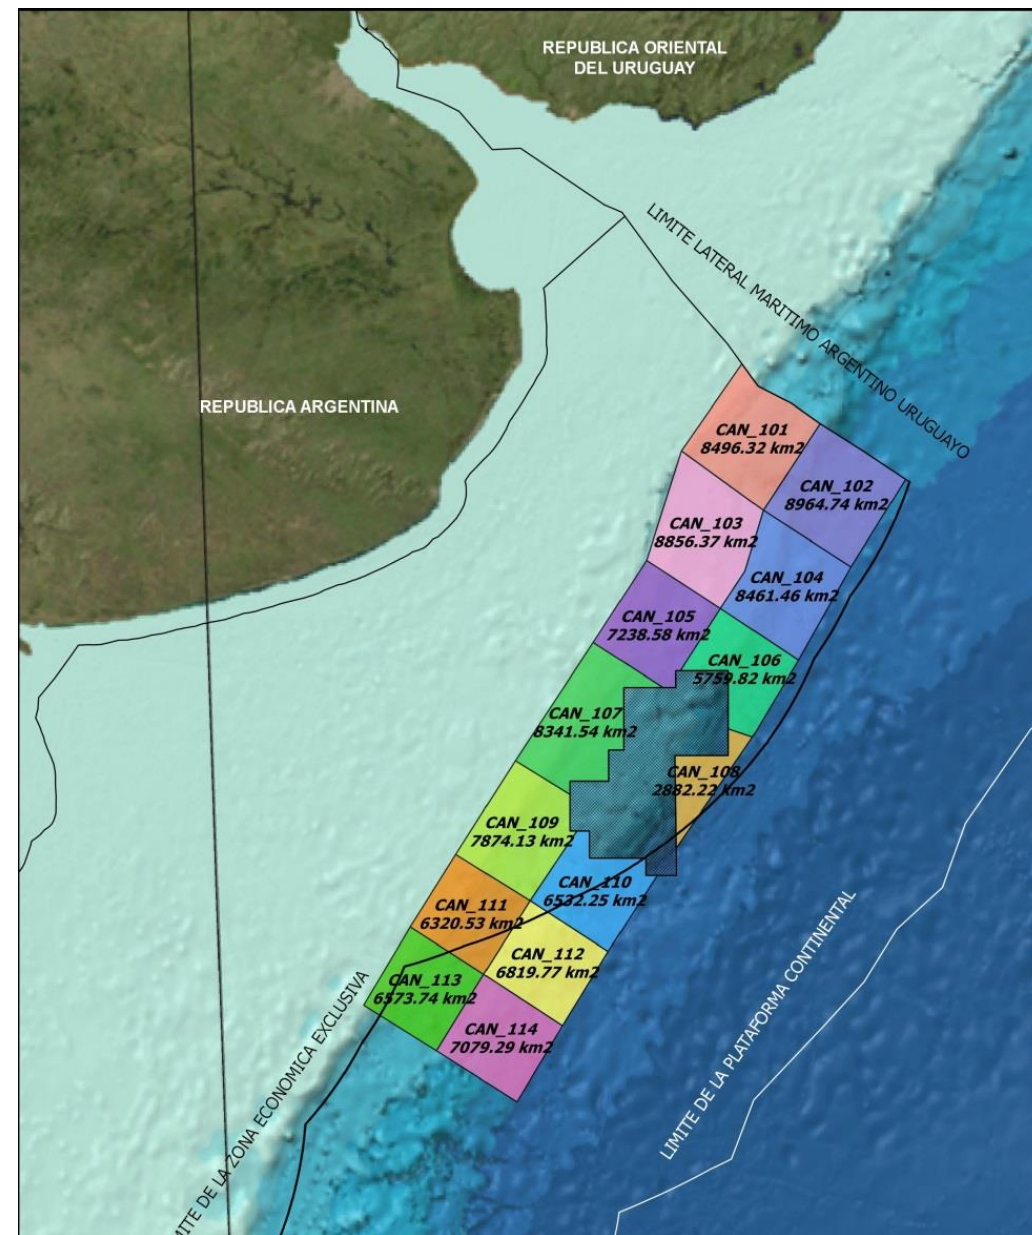 REPUBLICA ORIENTAL
DEL URUGUAY
LIMITE LATERAL MARITIMO ARGENTINO URUGUAYO
REPUBLICA ARGENTINA
CAN_101
8496.32 km2
CAN_102
8964.74 km2
CAN_103
8856.37 km2
CAN_104
8461.46 km2
CAN_105
7238.58 km2
CAN_106
5759.82 km2
CAN_107
8341.54 km2
CAN_108
2882.22 km2
CAN_109
7874.13 km2
CAN_110
6532.25 km2
CAN_111
6320.53 km2
CAN_112
6819.77 km2
CAN_113
6573.74 km2
CAN_114
7079.29 km2
MITE DE LA ZONA ECONOMICA EXCLUSIVA
LIMITE DE LA PLATAFORMA CONTINENTAL